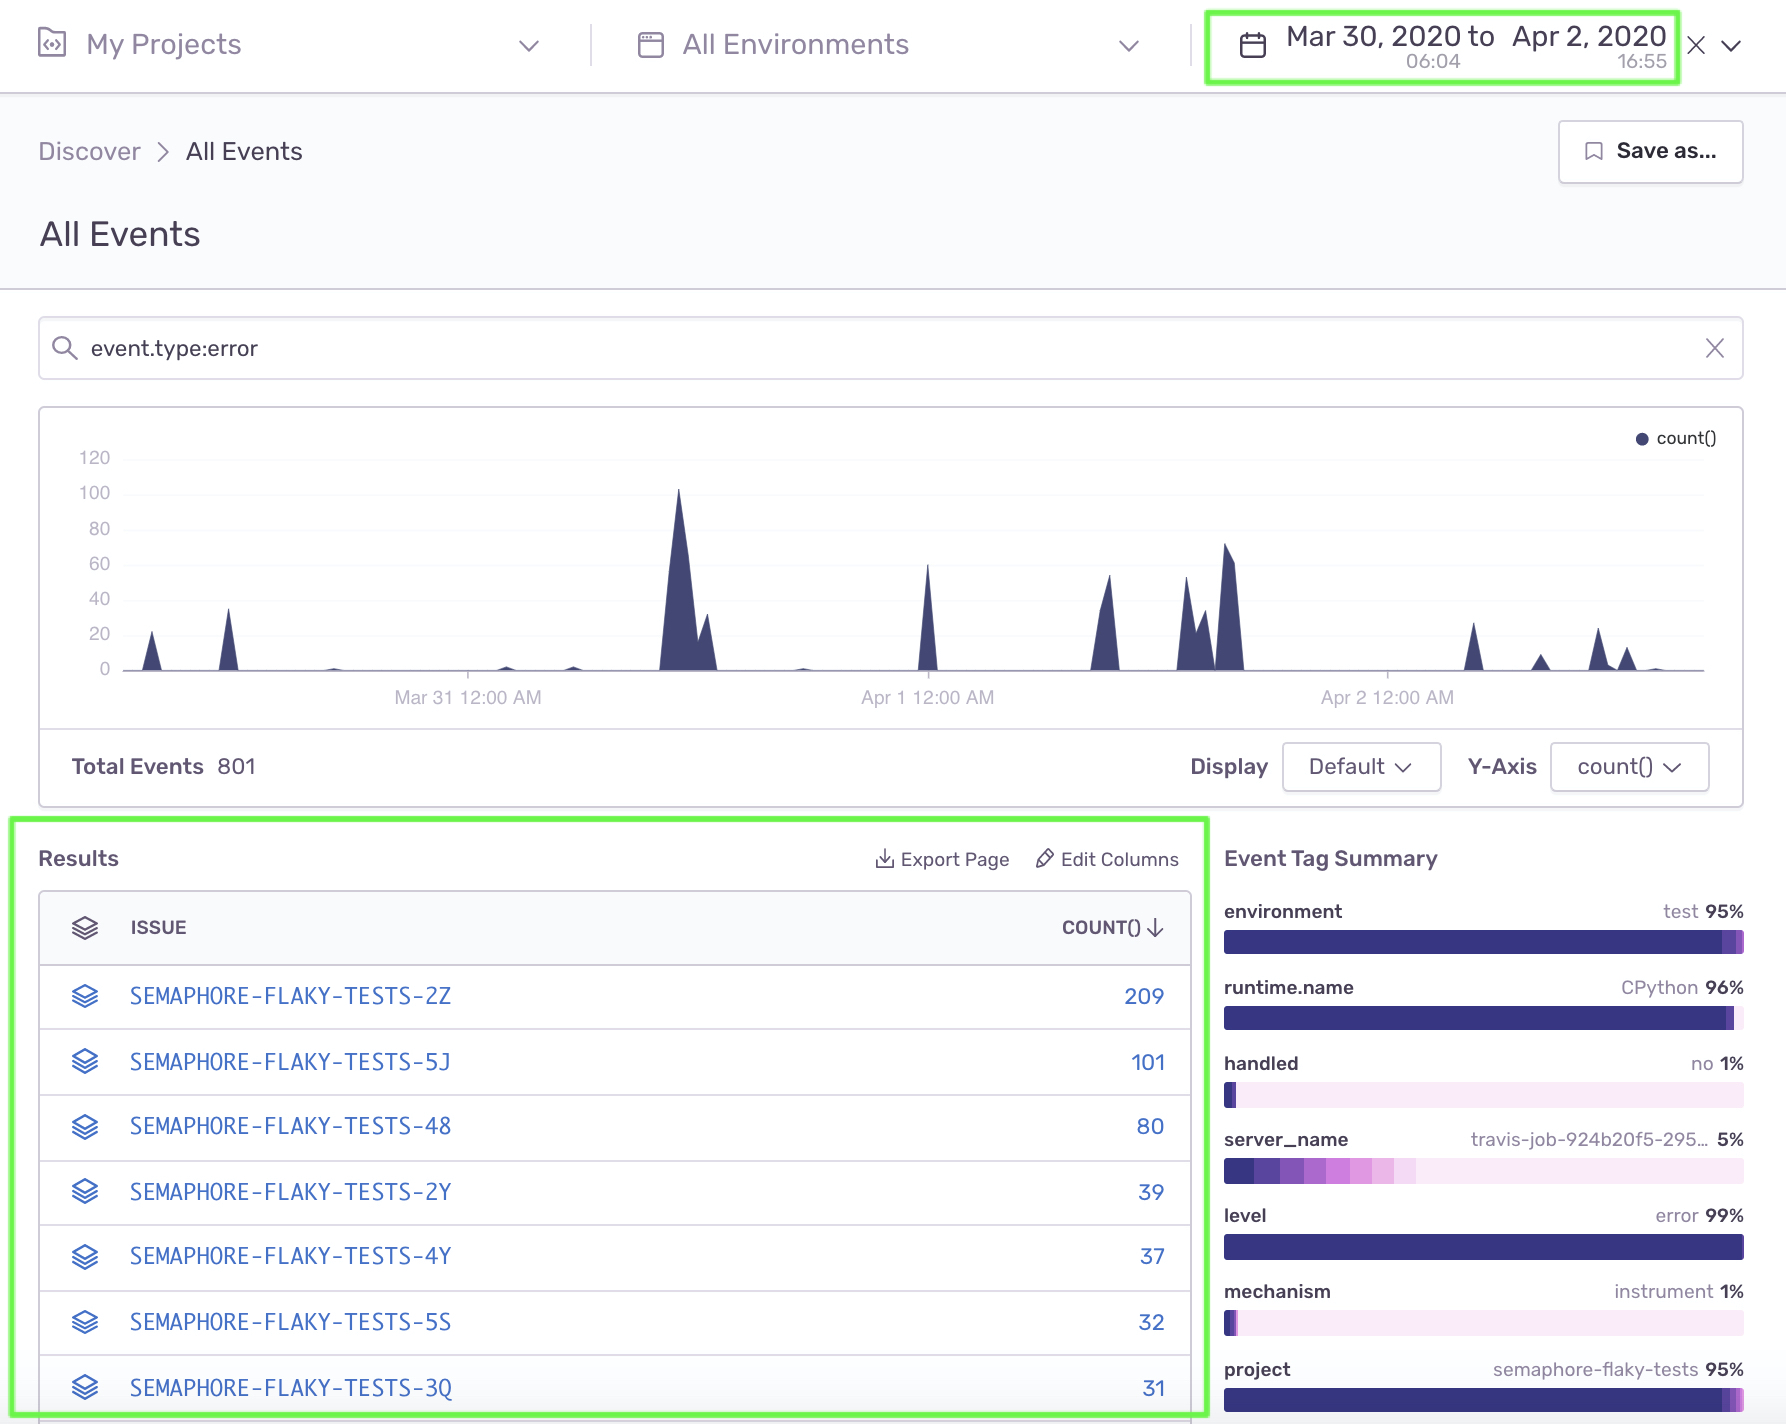 My Projects
All Environments
Mar 30, 2020 to Apr 2, 2020
06:04 16:55
Discover All Events
Save as...
All Events
event.type:error
count()
120
100
80
60
40
20
0
Mar 31 12:00 AM Apr 1 12:00 AM Apr 2 12:00 AM
Total Events 801
Display Default Y-Axis count()
Results Export Page Edit Columns
ISSUE COUNT()
SEMAPHORE-FLAKY-TESTS-2Z 209
SEMAPHORE-FLAKY-TESTS-5J 101
SEMAPHORE-FLAKY-TESTS-48 80
SEMAPHORE-FLAKY-TESTS-2Y 39
SEMAPHORE-FLAKY-TESTS-4Y 37
SEMAPHORE-FLAKY-TESTS-5S 32
SEMAPHORE-FLAKY-TESTS-3Q 31
Event Tag Summary
environment test 95%
runtime.name CPython 96%
handled no 1%
server_name travis-job-924b20f5-295... 5%
level error 99%
mechanism instrument 1%
project semaphore-flaky-tests 95%